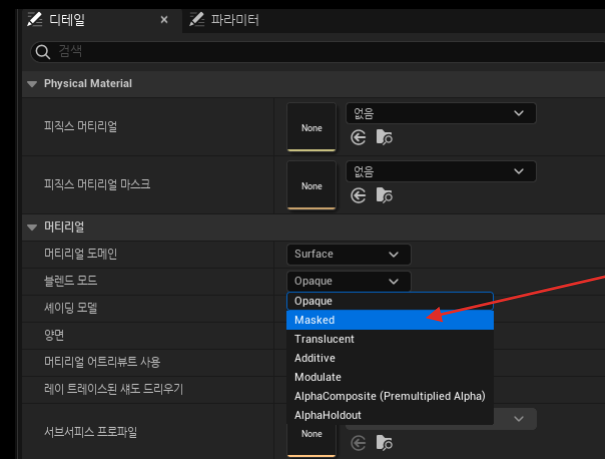 디테일 × 파라미터
검색
Physical Material
피직스 머티리얼 None 없음
피직스 머티리얼 마스크 None 없음
머티리얼
머티리얼 도메인 Surface
블렌드 모드 Opaque
셰이딩 모델 Opaque
Masked
양면 Translucent
머티리얼 어트리뷰트 사용 Additive
Modulate
레이 트레이스된 섀도 드리우기 AlphaComposite (Premultiplied Alpha)
AlphaHoldout
서브서피스 프로파일 None